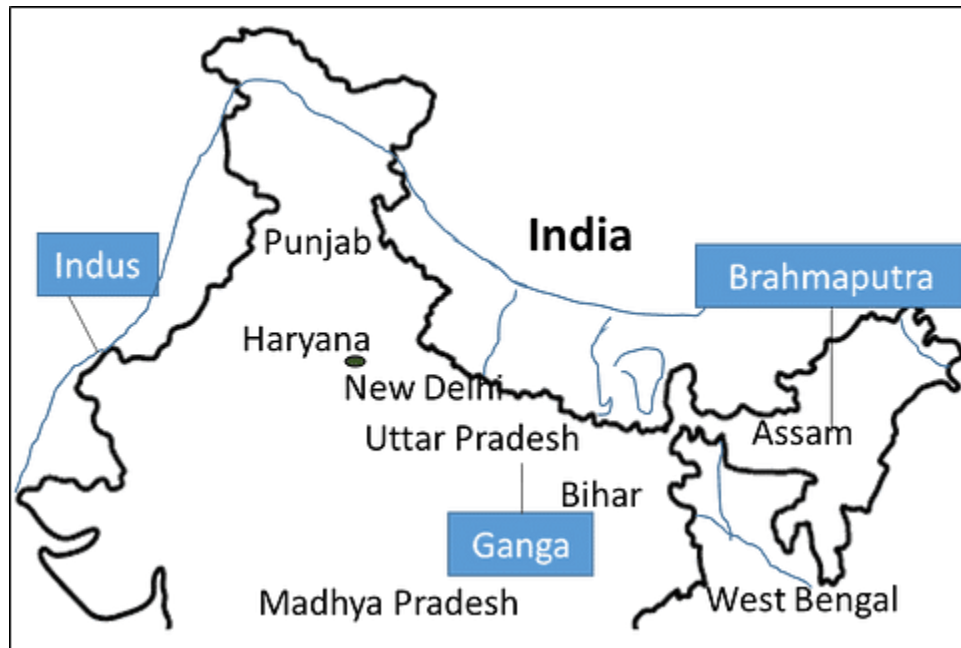 India
Punjab
Indus
Brahmaputra
Haryana
New Delhi
Uttar Pradesh
Assam
Bihar
Ganga
Madhya Pradesh
West Bengal